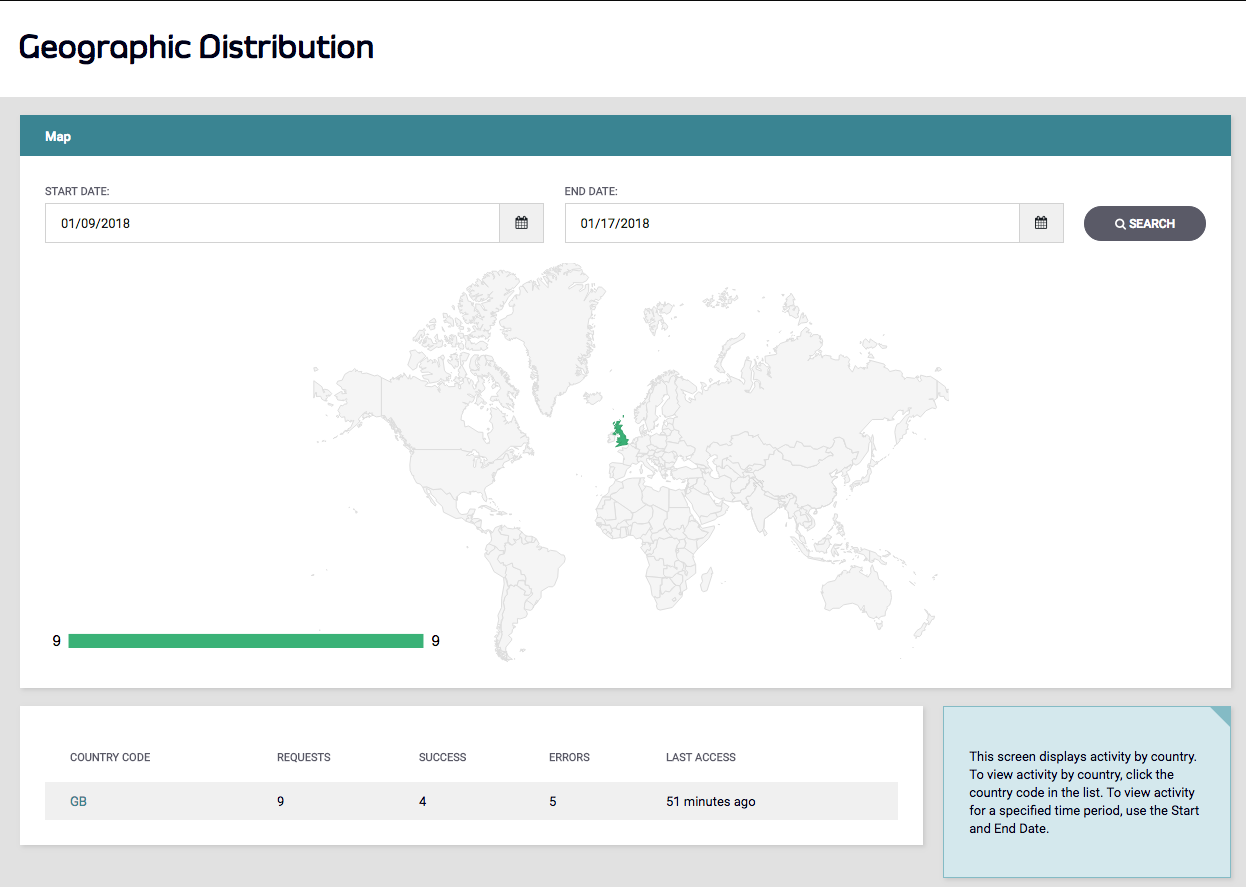 Geographic Distribution
Map
START DATE:
END DATE:
01/09/2018
01/17/2018
SEARCH
9
9
COUNTRY CODE REQUESTS SUCCESS ERRORS LAST ACCESS
GB 9 4 5 51 minutes ago
This screen displays activity by country.
To view activity by country, click the
country code in the list. To view activity
for a specified time period, use the Start
and End Date.